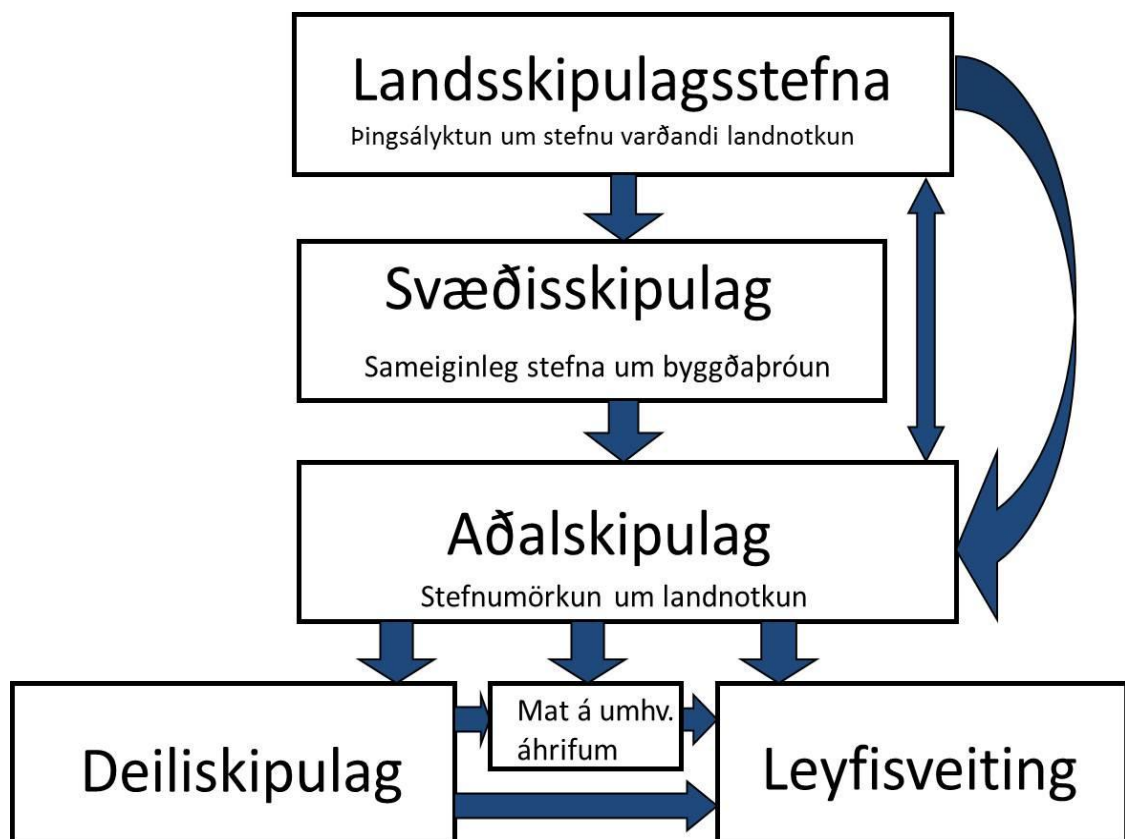 Landsskipulagsstefna
Þingsályktun um stefnu varðandi landnotkun
Svæðisskipulag
Sameiginleg stefna um byggðaþróun
Aðalskipulag
Stefnumörkun um landnotkun
Deiliskipulag
Mat á umhv.
áhrifum
Leyfisveiting